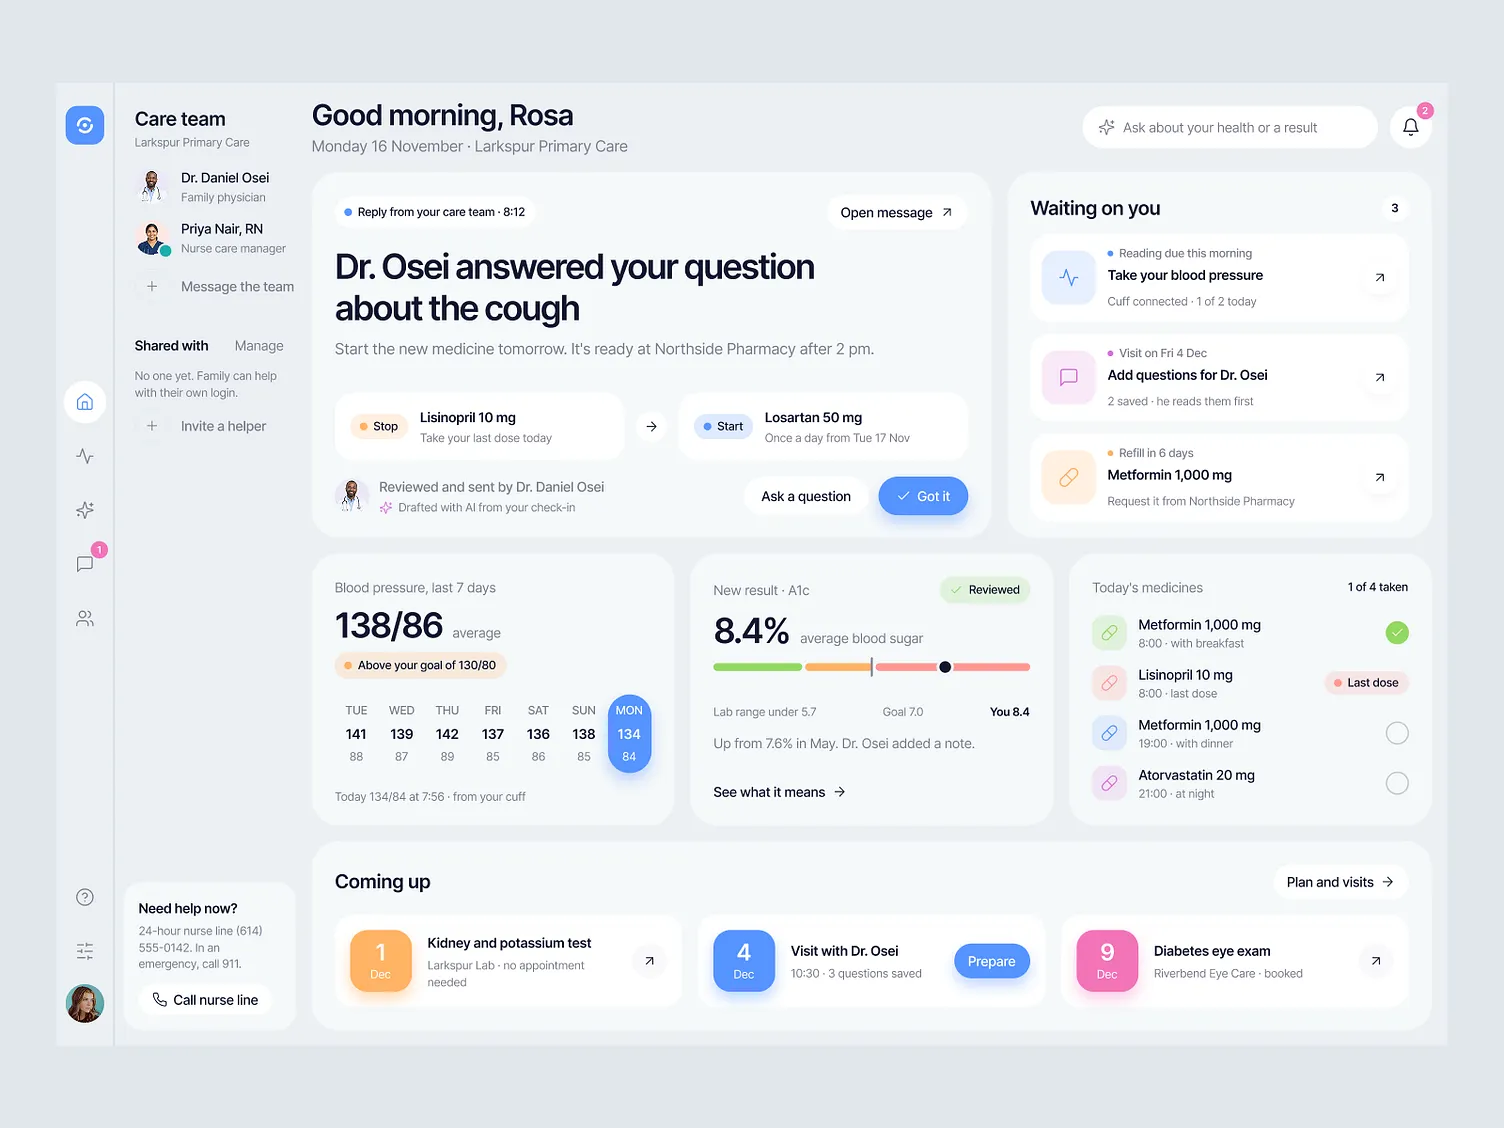 Care team
Larkspur Primary Care
Dr. Daniel Osei
Family physician
Priya Nair, RN
Nurse care manager
Message the team
Shared with Manage
No one yet. Family can help
with their own login.
Invite a helper
1
Need help now?
24-hour nurse line (614)
555-0142. In an
emergency, call 911.
Call nurse line
Good morning, Rosa
Monday 16 November · Larkspur Primary Care
Ask about your health or a result
2
Reply from your care team · 8:12
Open message
Dr. Osei answered your question
about the cough
Start the new medicine tomorrow. It's ready at Northside Pharmacy after 2 pm.
Stop
Lisinopril 10 mg
Take your last dose today
Start
Losartan 50 mg
Once a day from Tue 17 Nov
Reviewed and sent by Dr. Daniel Osei
Drafted with AI from your check-in
Ask a question
Got it
Waiting on you
3
Reading due this morning
Take your blood pressure
Cuff connected · 1 of 2 today
Visit on Fri 4 Dec
Add questions for Dr. Osei
2 saved · he reads them first
Refill in 6 days
Metformin 1,000 mg
Request it from Northside Pharmacy
Blood pressure, last 7 days
138/86 average
Above your goal of 130/80
TUE WED THU FRI SAT SUN MON
141 139 142 137 136 138 134
88 87 89 85 86 85 84
Today 134/84 at 7:56 · from your cuff
New result · A1c
Reviewed
8.4% average blood sugar
Lab range under 5.7 Goal 7.0 You 8.4
Up from 7.6% in May. Dr. Osei added a note.
See what it means
Today's medicines
1 of 4 taken
Metformin 1,000 mg
8:00 · with breakfast
Lisinopril 10 mg
8:00 · last dose
Last dose
Metformin 1,000 mg
19:00 · with dinner
Atorvastatin 20 mg
21:00 · at night
Coming up
Plan and visits
1
Dec
Kidney and potassium test
Larkspur Lab · no appointment
needed
4
Dec
Visit with Dr. Osei
10:30 · 3 questions saved
Prepare
9
Dec
Diabetes eye exam
Riverbend Eye Care · booked